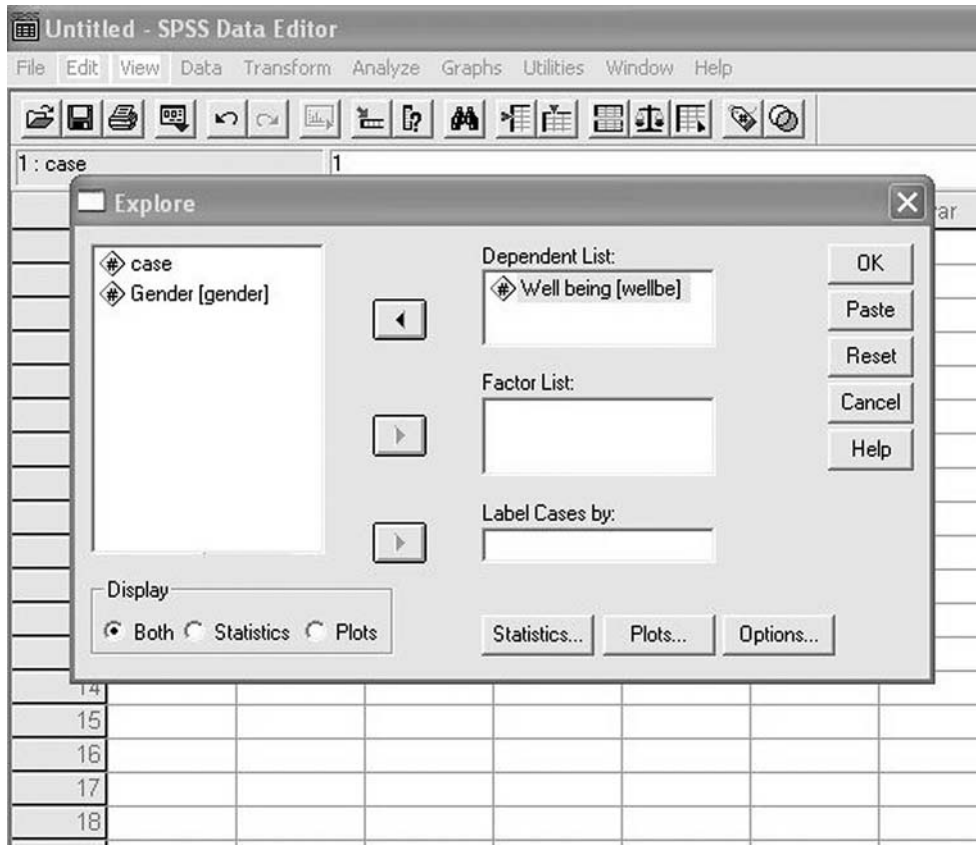 Untitled - SPSS Data Editor
File Edit View Data Transform Analyze Graphs Utilities Window Help
1 : case 1
Explore
ar
case
Gender [gender]
Dependent List:
Well being [wellbe]
Factor List:
Label Cases by:
OK
Paste
Reset
Cancel
Help
Display
Both Statistics Plots
Statistics... Plots... Options...
14
15
16
17
18